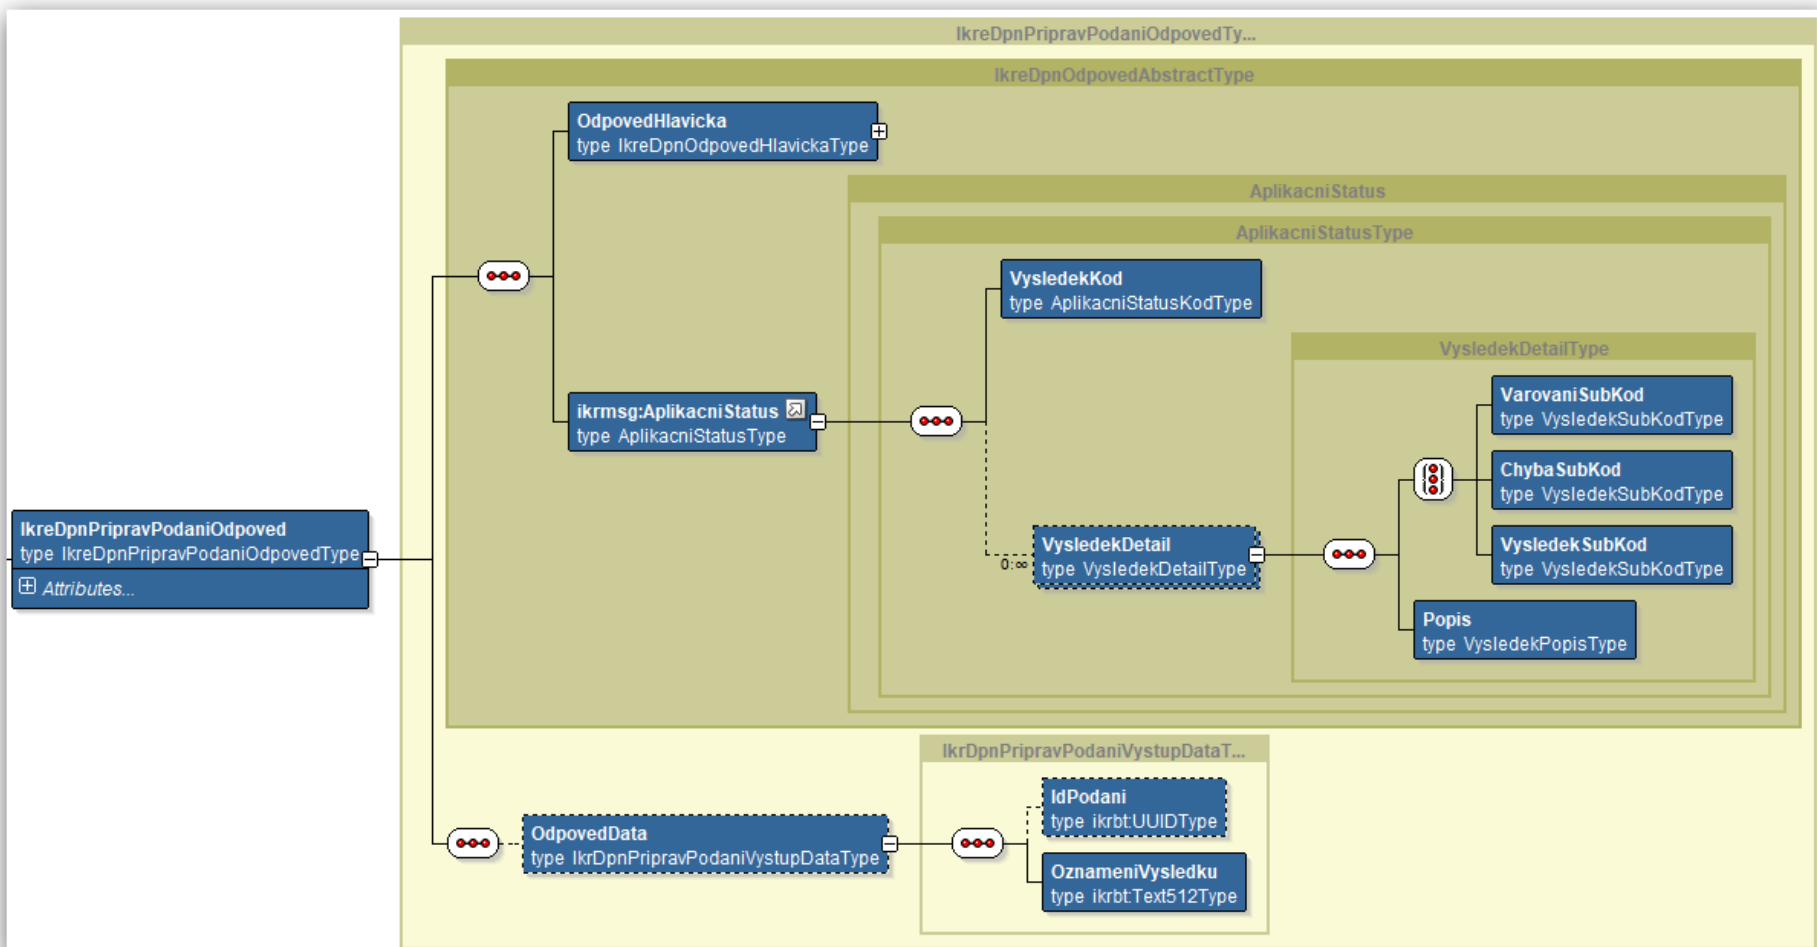 IkreDpnPripravPodaniOdpovedTy...
IkreDpnOdpovedAbstractType
OdpovedHlavicka
type IkreDpnOdpovedHlavickaType
AplikacniStatus
AplikacniStatusType
VysledekKod
type AplikacniStatusKodType
VysledekDetailType
VarovaniSubKod
type VysledekSubKodType
ikrmsg:AplikacniStatus
type AplikacniStatusType
ChybaSubKod
type VysledekSubKodType
IkreDpnPripravPodaniOdpoved
type IkreDpnPripravPodaniOdpovedType
Attributes...
VysledekDetail
type VysledekDetailType
0:∞
VysledekSubKod
type VysledekSubKodType
Popis
type VysledekPopisType
IkrDpnPripravPodaniVystupDataT...
IdPodani
type ikrbt:UUIDType
OdpovedData
type IkrDpnPripravPodaniVystupDataType
OznameniVysledku
type ikrbt:Text512Type